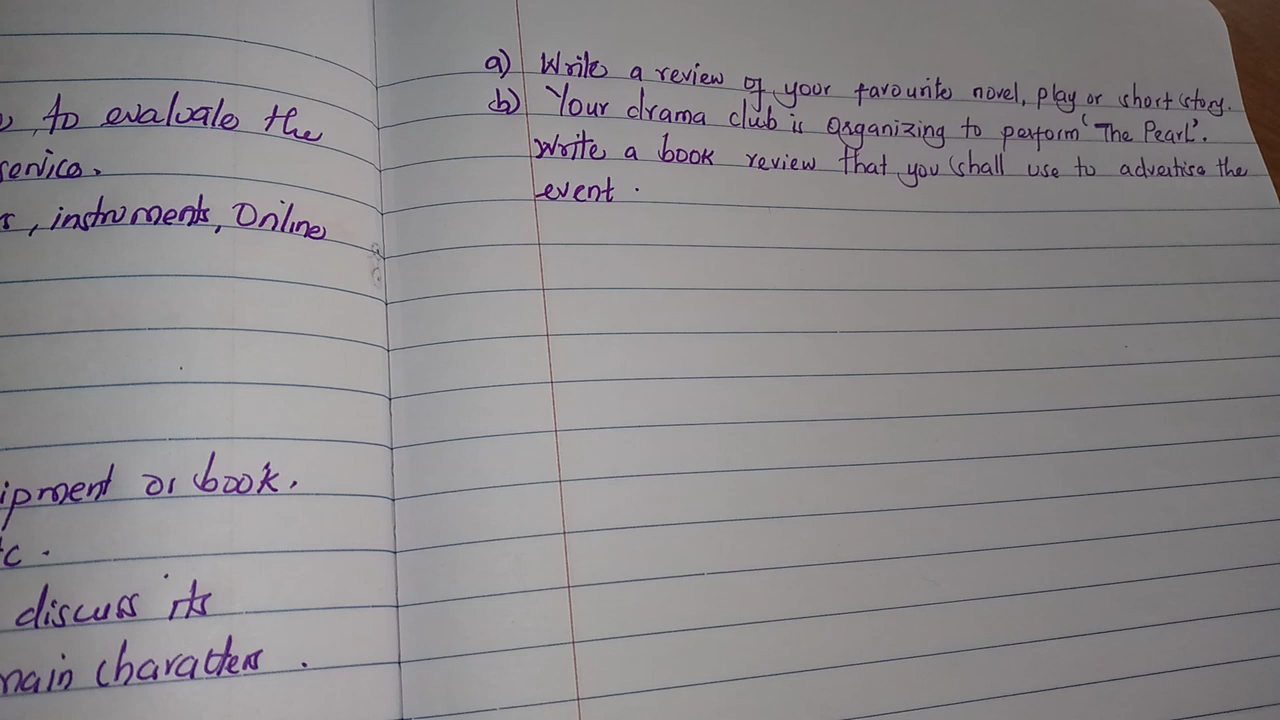 to evaluate the
service.
, instruments, Online
ipment or book.
c.
discuss its
main characters.
a) Write a review of your favourite novel, play or short story.
b) Your drama club is organizing to perform 'The Pearl'.
Write a book review that you shall use to advertise the
event.